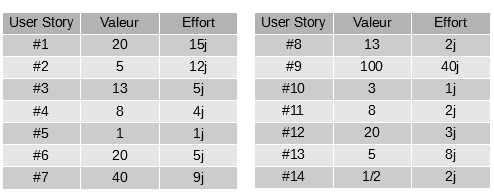 User Story Valeur Effort
#1 20 15j
#2 5 12j
#3 13 5j
#4 8 4j
#5 1 1j
#6 20 5j
#7 40 9j
User Story Valeur Effort
#8 13 2j
#9 100 40j
#10 3 1j
#11 8 2j
#12 20 3j
#13 5 8j
#14 1/2 2j